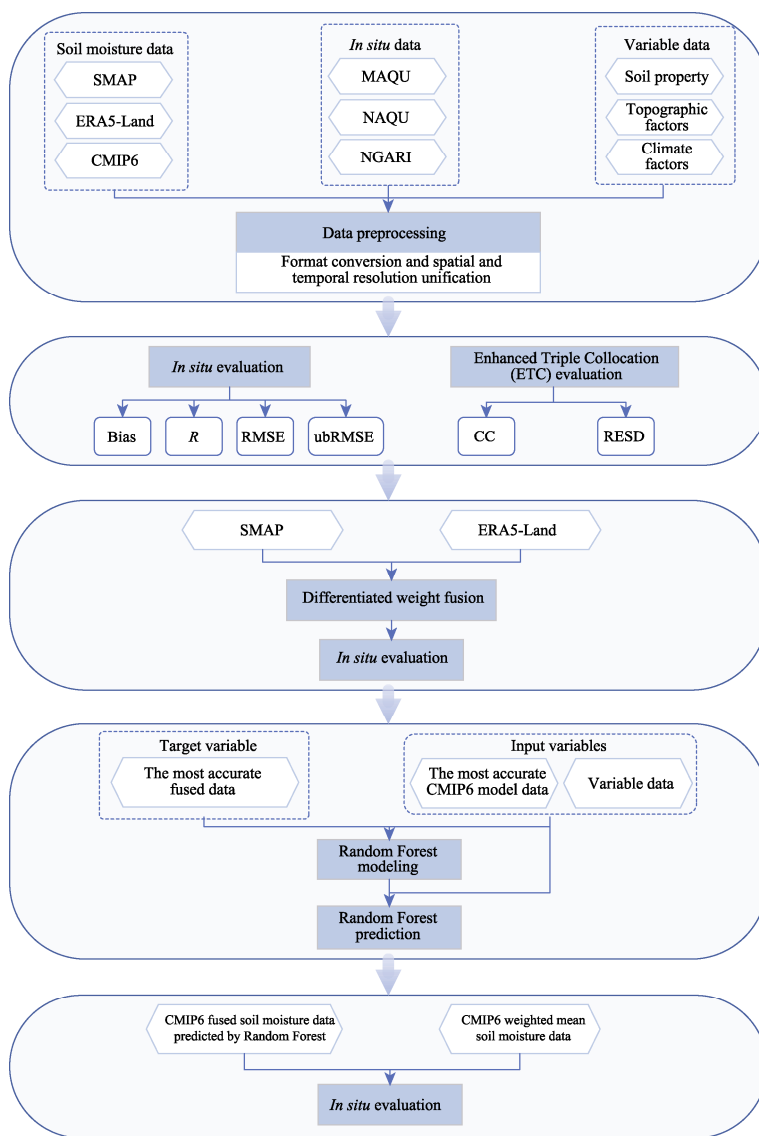 Soil moisture data
SMAP
ERA5-Land
CMIP6
In situ data
MAQU
NAQU
NGARI
Variable data
Soil property
Topographic
factors
Climate
factors
Data preprocessing
Format conversion and spatial and
temporal resolution unification
In situ evaluation
Bias
R
RMSE
ubRMSE
Enhanced Triple Collocation
(ETC) evaluation
CC
RESD
SMAP
ERA5-Land
Differentiated weight fusion
In situ evaluation
Target variable
The most accurate
fused data
Input variables
The most accurate
CMIP6 model data
Variable data
Random Forest
modeling
Random Forest
prediction
CMIP6 fused soil moisture data
predicted by Random Forest
CMIP6 weighted mean
soil moisture data
In situ evaluation